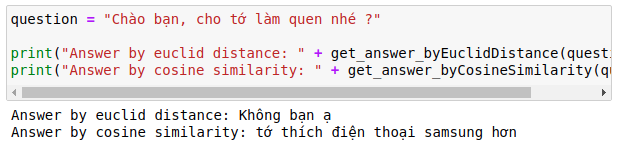 question = "Chào bạn, cho tớ làm quen nhé ?"
print("Answer by euclid distance: " + get_answer_byEuclidDistance(questi
print("Answer by cosine similarity: " + get_answer_byCosineSimilarity(qu
Answer by euclid distance: Không bạn ạ
Answer by cosine similarity: tớ thích điện thoại samsung hơn